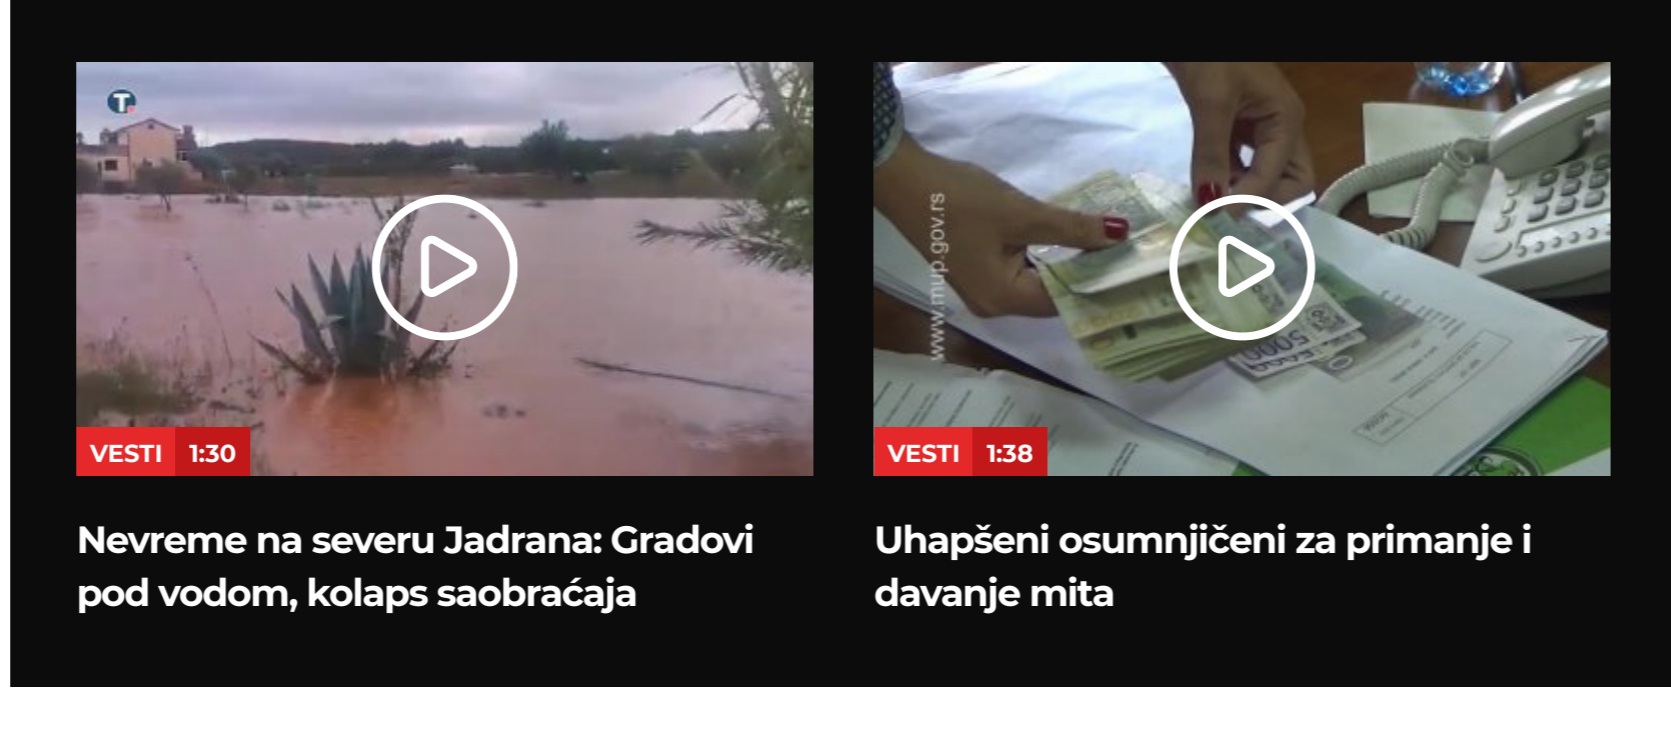 T.
www.mup.gov.rs
5000
VESTI 1:30
VESTI 1:38
Nevreme na severu Jadrana: Gradovi
pod vodom, kolaps saobraćaja
Uhapšeni osumnjičeni za primanje i
davanje mita